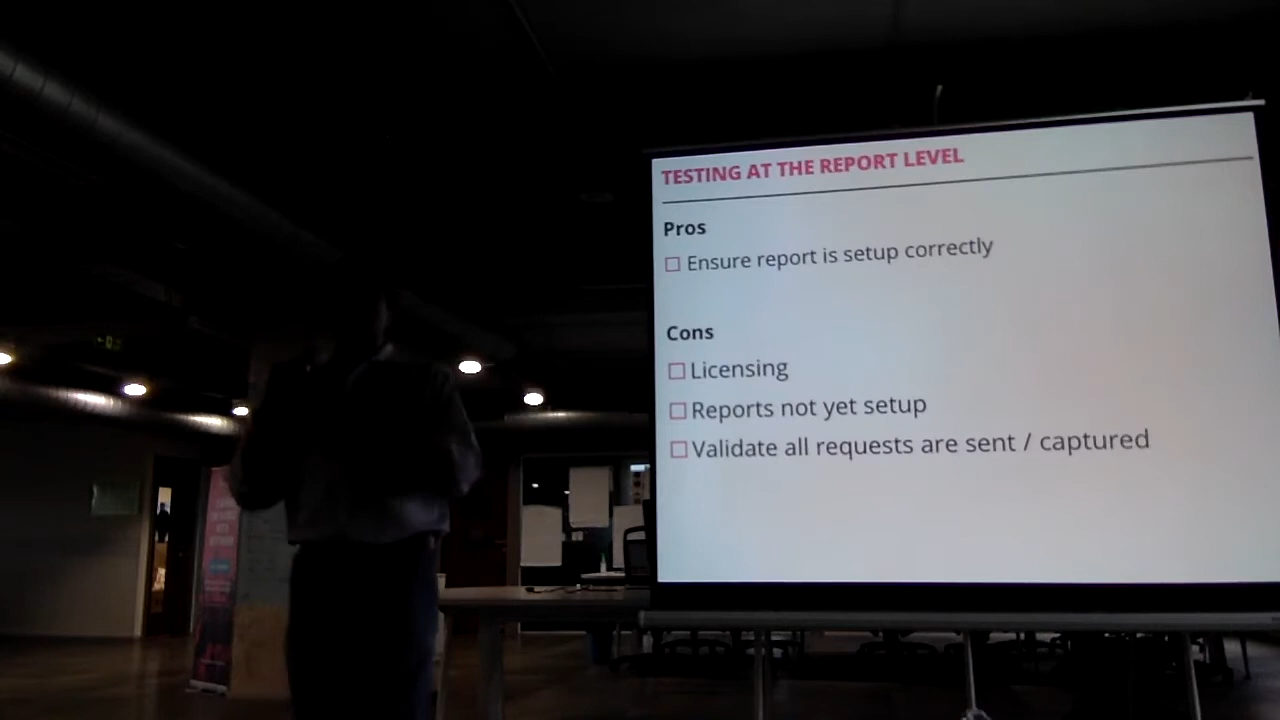 TESTING AT THE REPORT LEVEL
Pros
Ensure report is setup correctly
Cons
Licensing
Reports not yet setup
Validate all requests are sent / captured